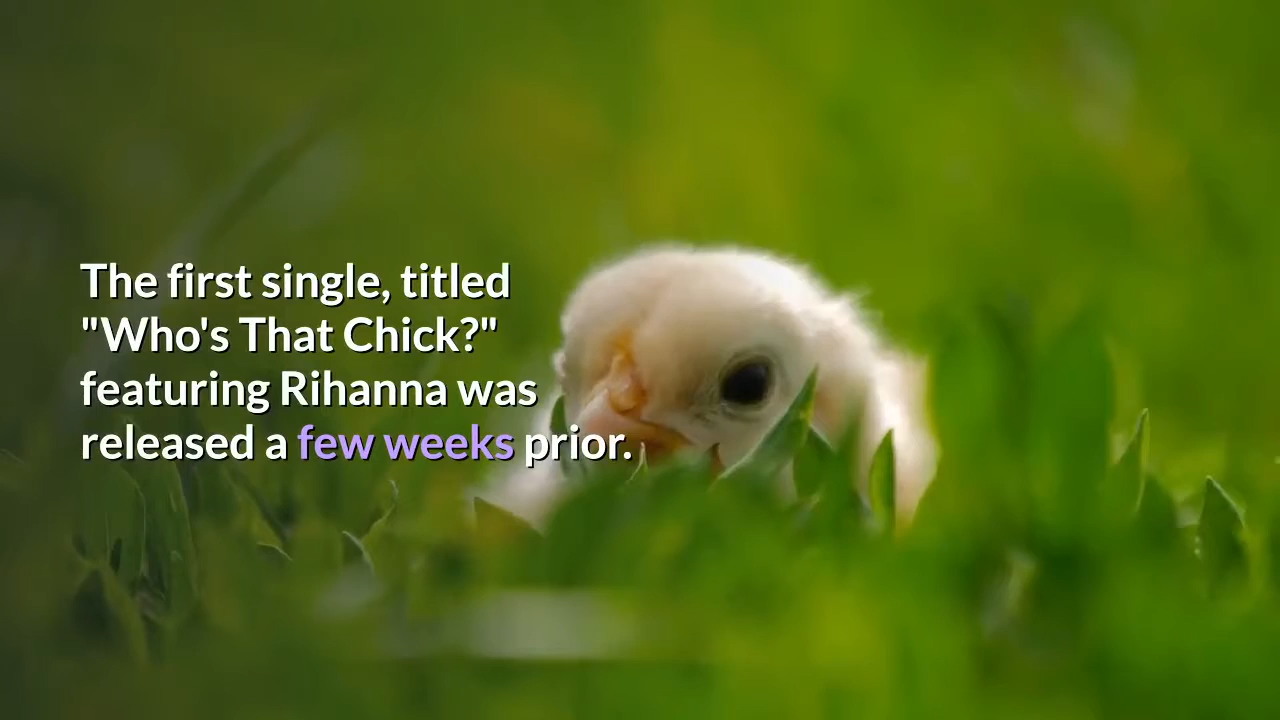 The first single, titled
"Who's That Chick?"
featuring Rihanna was
released a few weeks prior.